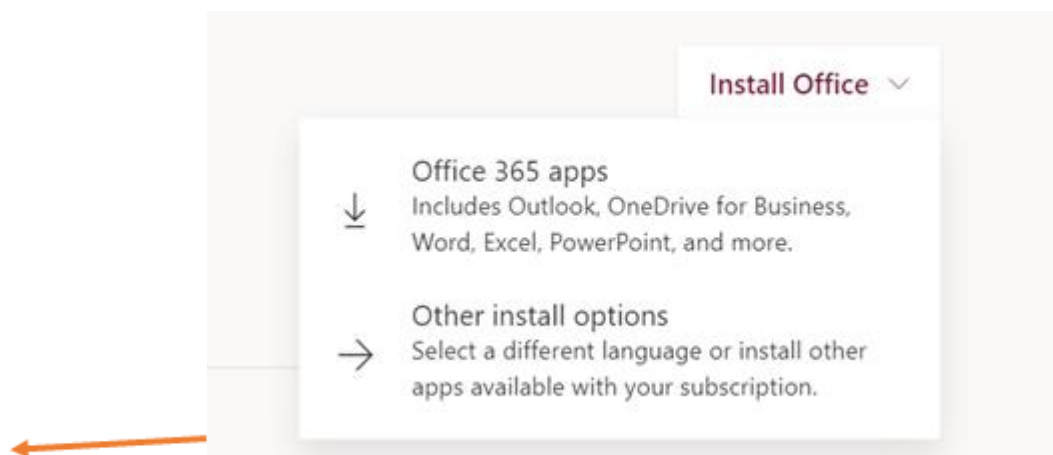 Install Office
Office 365 apps
Includes Outlook, OneDrive for Business,
Word, Excel, PowerPoint, and more.
Other install options
Select a different language or install other
apps available with your subscription.